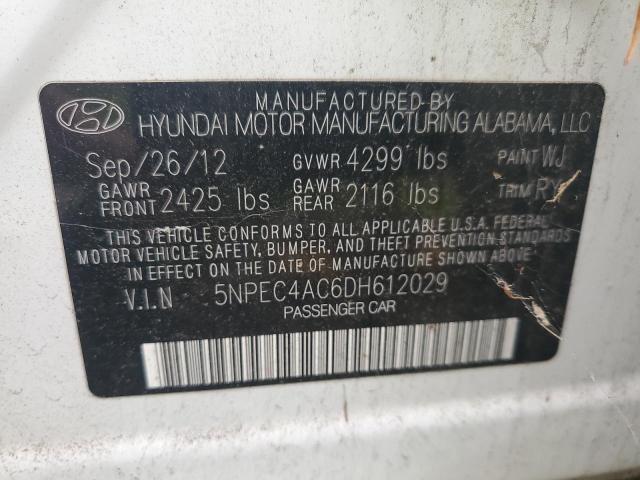 MANUFACTURED BY
HYUNDAI MOTOR MANUFACTURING ALABAMA, LLC
Sep/26/12 GVWR 4299 lbs PAINT WJ
GAWR FRONT 2425 lbs GAWR REAR 2116 lbs TRIM RY
THIS VEHICLE CONFORMS TO ALL APPLICABLE U.S.A. FEDERAL
MOTOR VEHICLE SAFETY, BUMPER, AND THEFT PREVENTION STANDARDS
IN EFFECT ON THE DATE OF MANUFACTURE SHOWN ABOVE.
V.I.N 5NPEC4AC6DH612029
PASSENGER CAR